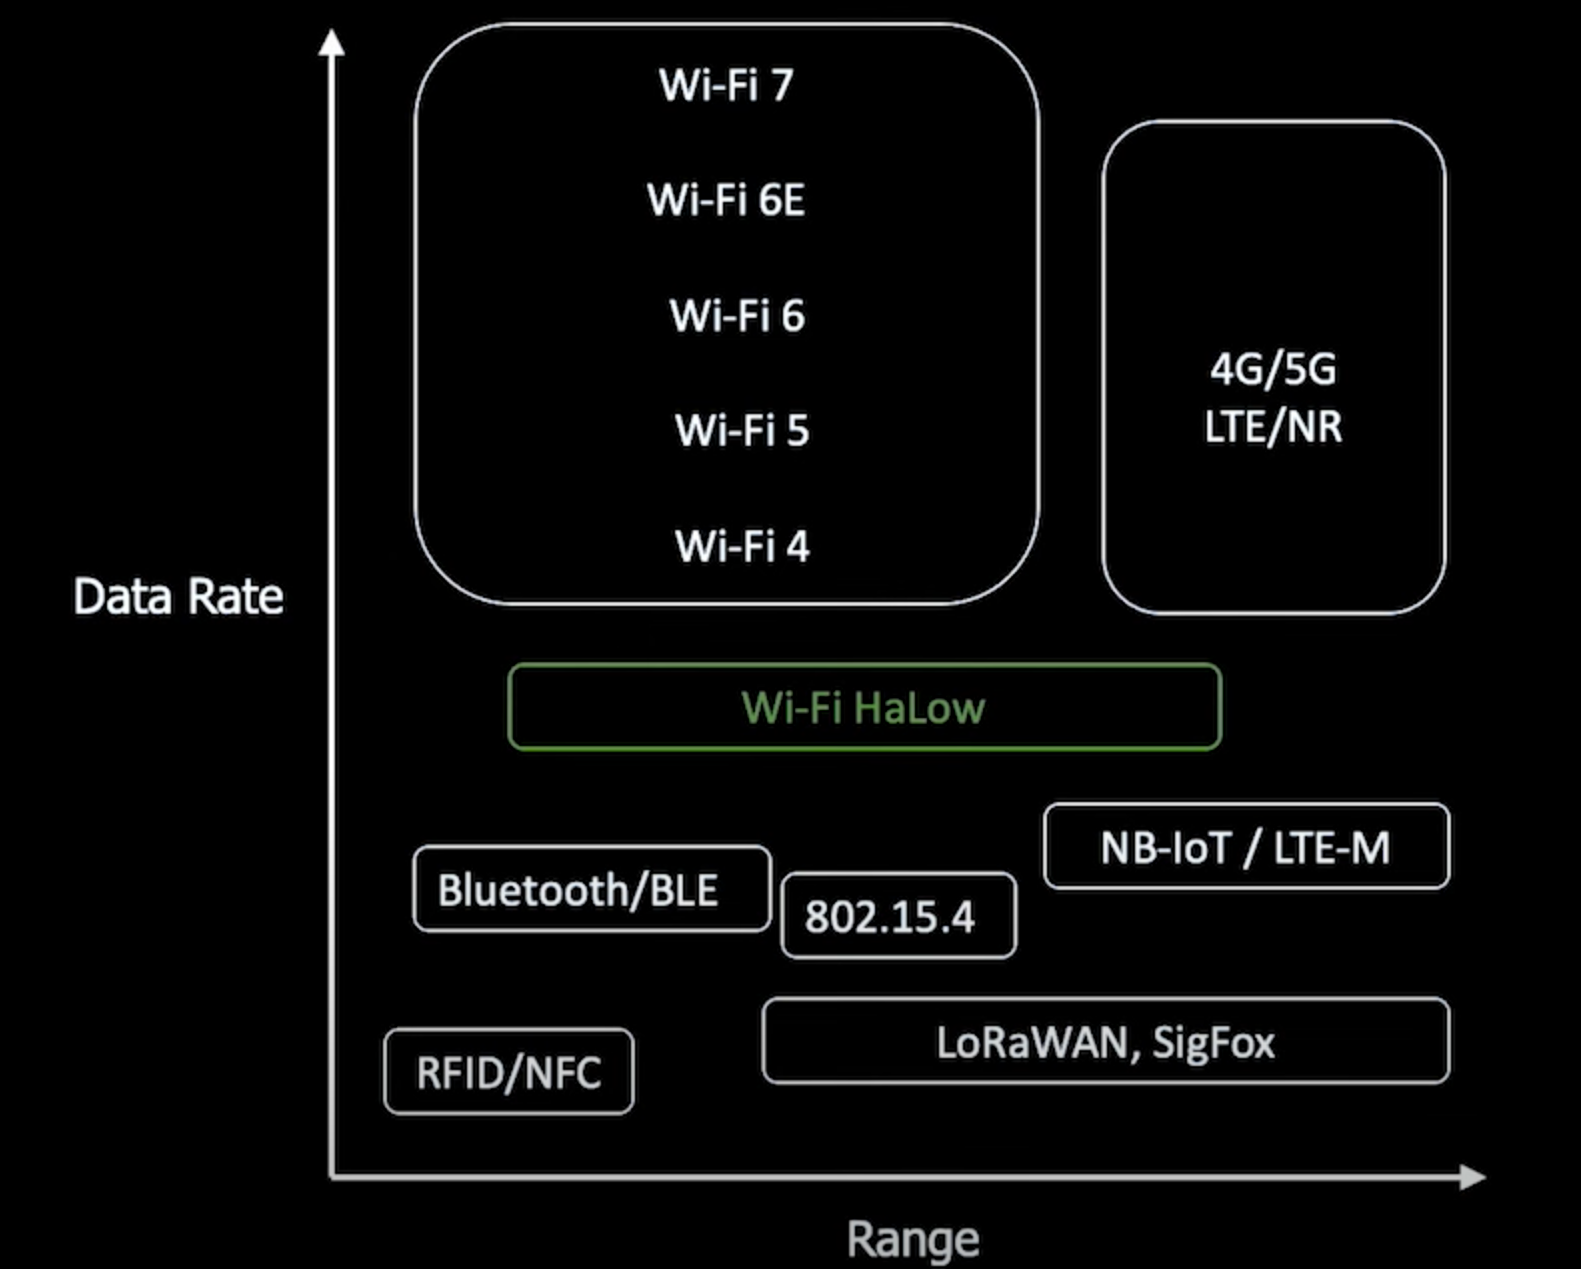 Wi-Fi 7
Wi-Fi 6E
Wi-Fi 6
Wi-Fi 5
Wi-Fi 4
4G/5G
LTE/NR
Data Rate
Wi-Fi HaLow
NB-IoT / LTE-M
Bluetooth/BLE
802.15.4
LoRaWAN, SigFox
RFID/NFC
Range